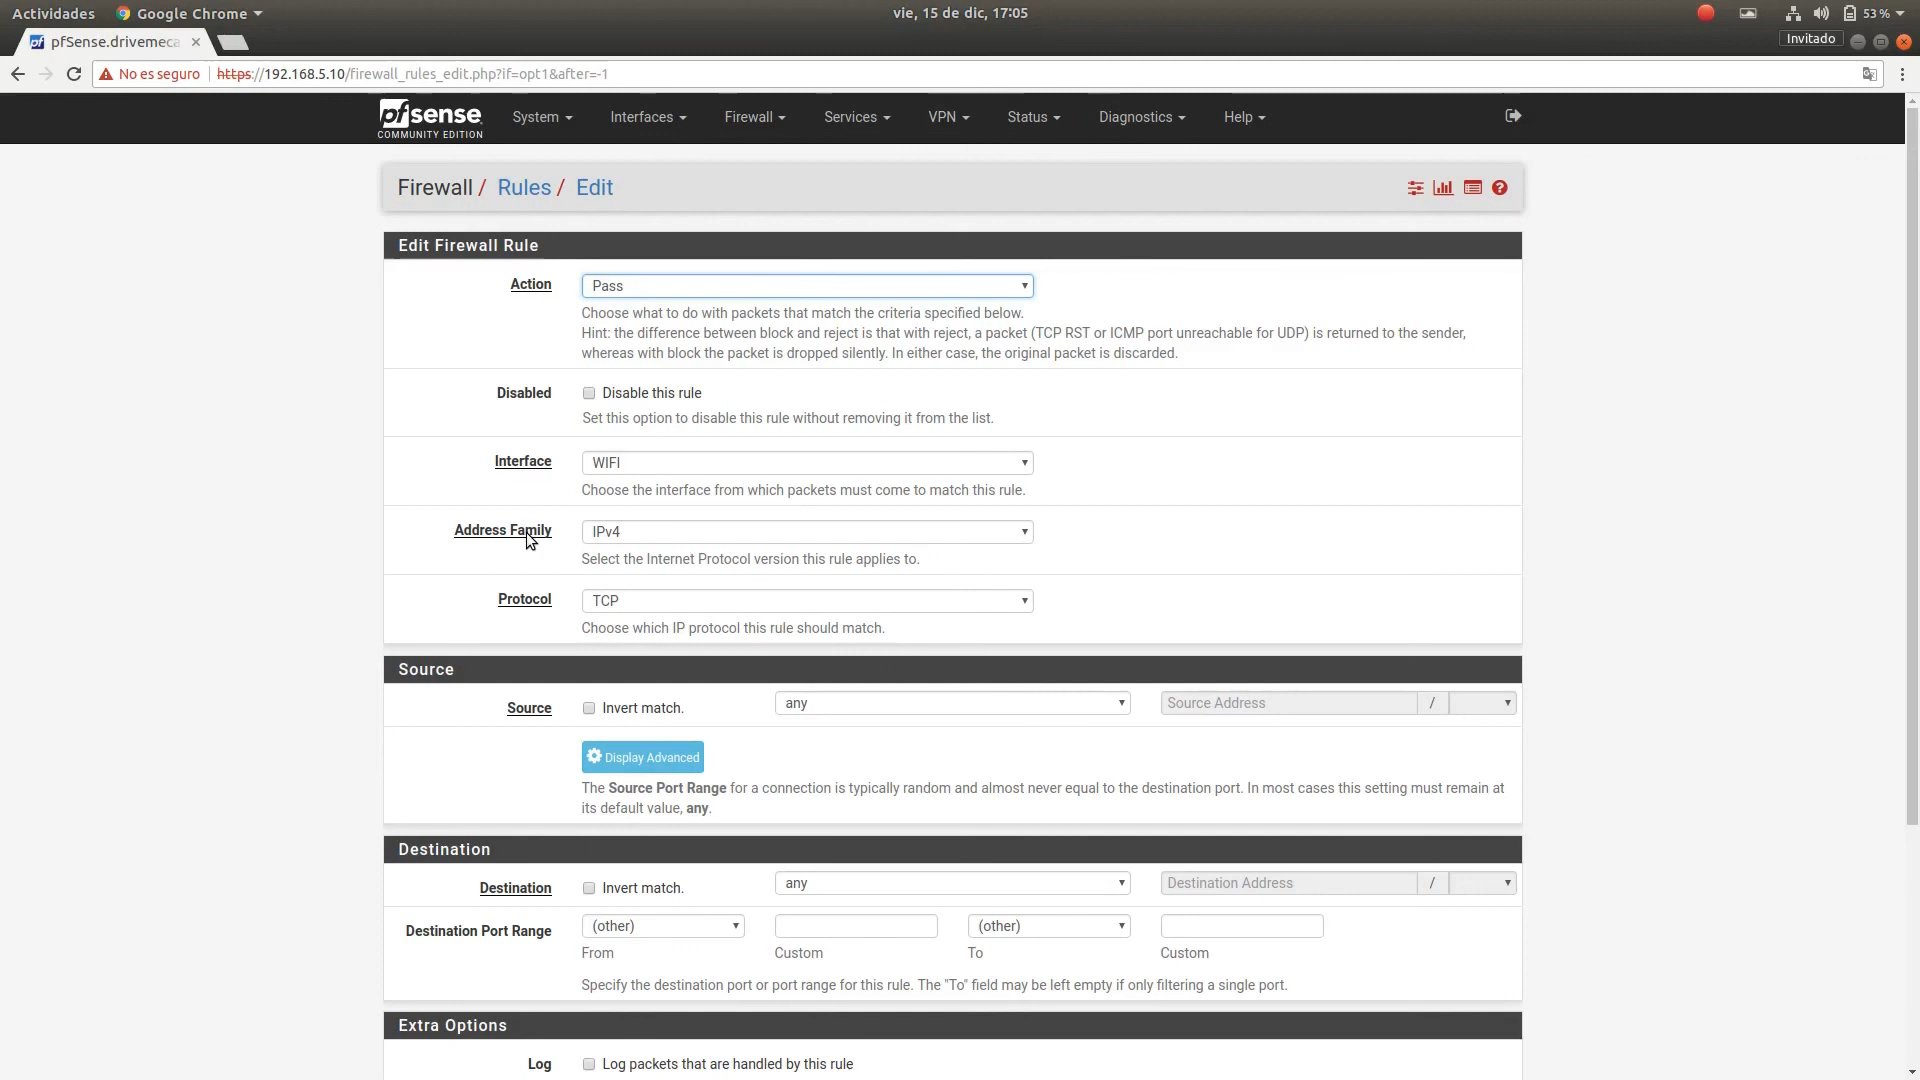 Actividades Google Chrome vie, 15 de dic, 17:05 53 %
pfSense.drivemeca Invitado
No es seguro https://192.168.5.10/firewall_rules_edit.php?if=opt1&after=-1
pfsense COMMUNITY EDITION System Interfaces Firewall Services VPN Status Diagnostics Help
Firewall / Rules / Edit
Edit Firewall Rule
Action Pass
Choose what to do with packets that match the criteria specified below.
Hint: the difference between block and reject is that with reject, a packet (TCP RST or ICMP port unreachable for UDP) is returned to the sender,
whereas with block the packet is dropped silently. In either case, the original packet is discarded.
Disabled Disable this rule
Set this option to disable this rule without removing it from the list.
Interface WIFI
Choose the interface from which packets must come to match this rule.
Address Family IPv4
Select the Internet Protocol version this rule applies to.
Protocol TCP
Choose which IP protocol this rule should match.
Source
Source Invert match. any Source Address /
Display Advanced
The Source Port Range for a connection is typically random and almost never equal to the destination port. In most cases this setting must remain at
its default value, any.
Destination
Destination Invert match. any Destination Address /
Destination Port Range (other) (other)
From Custom To Custom
Specify the destination port or port range for this rule. The "To" field may be left empty if only filtering a single port.
Extra Options
Log Log packets that are handled by this rule